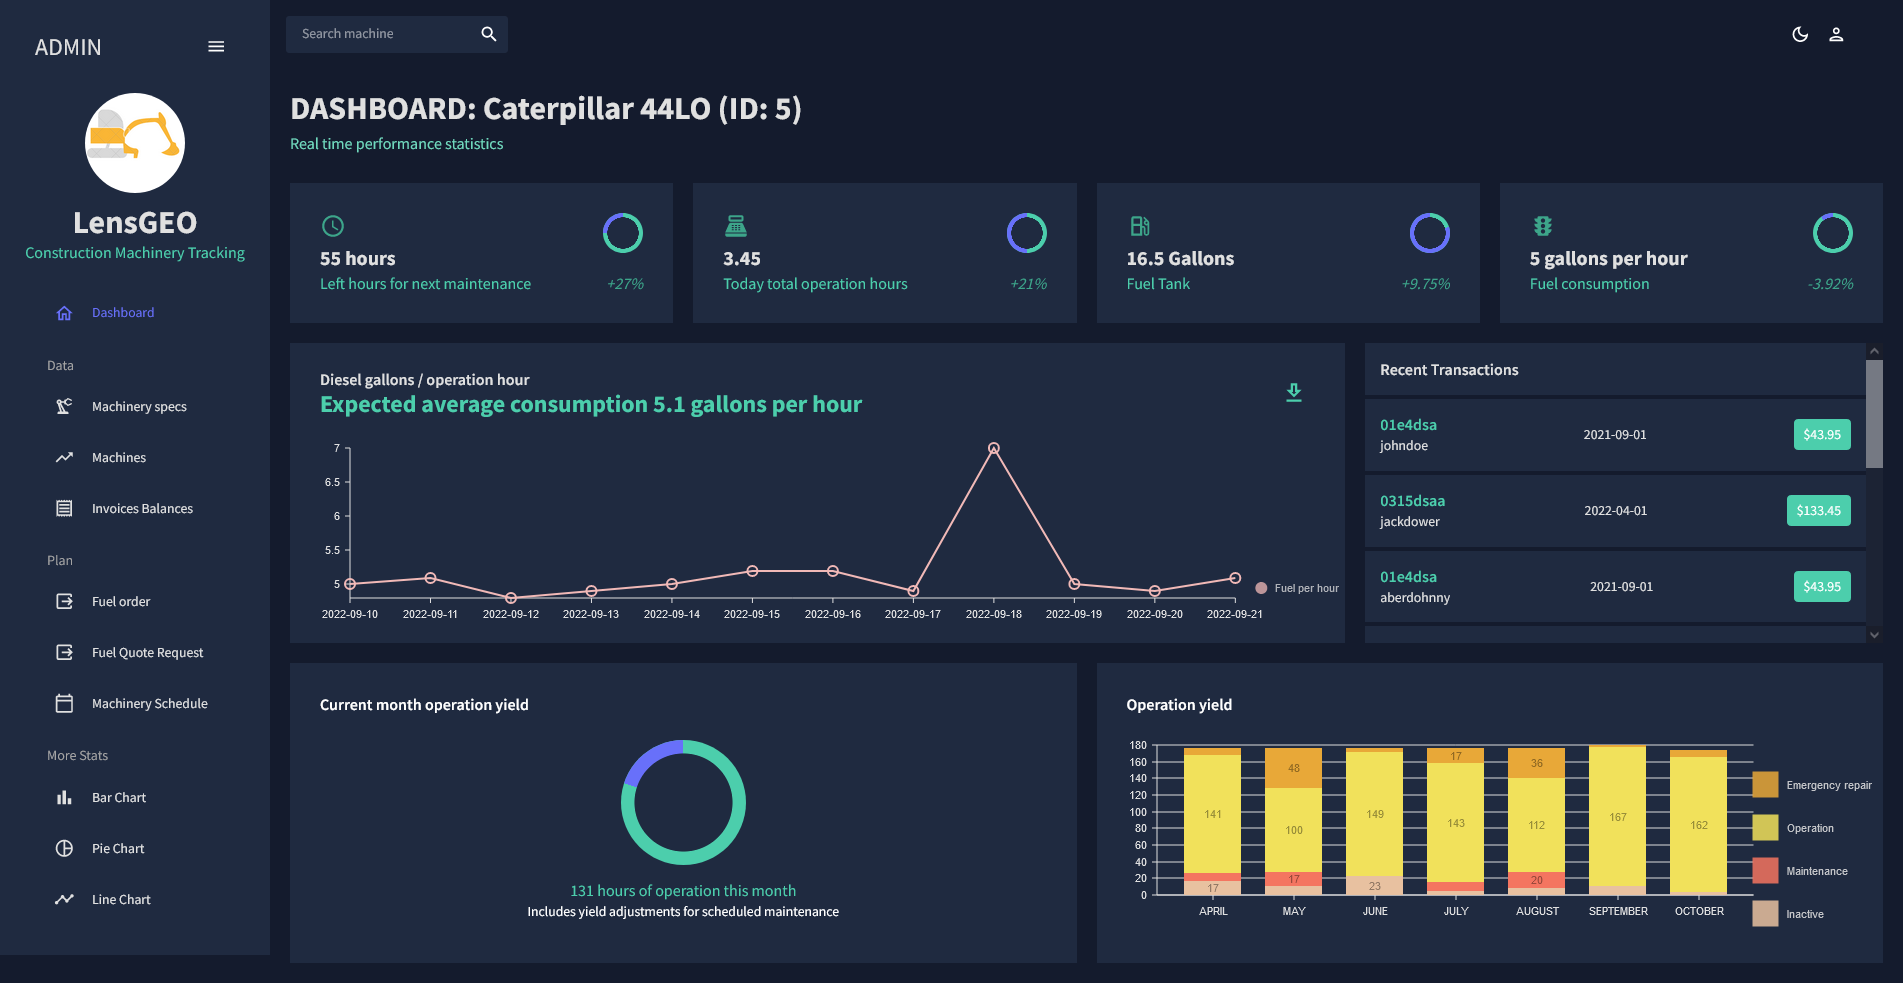 ADMIN
LensGEO
Construction Machinery Tracking
Dashboard
Data
Machinery specs
Machines
Invoices Balances
Plan
Fuel order
Fuel Quote Request
Machinery Schedule
More Stats
Bar Chart
Pie Chart
Line Chart
Search machine
DASHBOARD: Caterpillar 44LO (ID: 5)
Real time performance statistics
55 hours
Left hours for next maintenance
+27%
3.45
Today total operation hours
+21%
16.5 Gallons
Fuel Tank
+9.75%
5 gallons per hour
Fuel consumption
-3.92%
Diesel gallons / operation hour
Expected average consumption 5.1 gallons per hour
7
6.5
6
5.5
5
2022-09-10 2022-09-11 2022-09-12 2022-09-13 2022-09-14 2022-09-15 2022-09-16 2022-09-17 2022-09-18 2022-09-19 2022-09-20 2022-09-21
Fuel per hour
Recent Transactions
01e4dsa
johndoe
2021-09-01
$43.95
0315dsaa
jackdower
2022-04-01
$133.45
01e4dsa
aberdohnny
2021-09-01
$43.95
Current month operation yield
131 hours of operation this month
Includes yield adjustments for scheduled maintenance
Operation yield
180
160
140
120
100
80
60
40
20
0
141
17
48
100
17
149
23
17
143
36
112
20
167
162
APRIL MAY JUNE JULY AUGUST SEPTEMBER OCTOBER
Emergency repair
Operation
Maintenance
Inactive